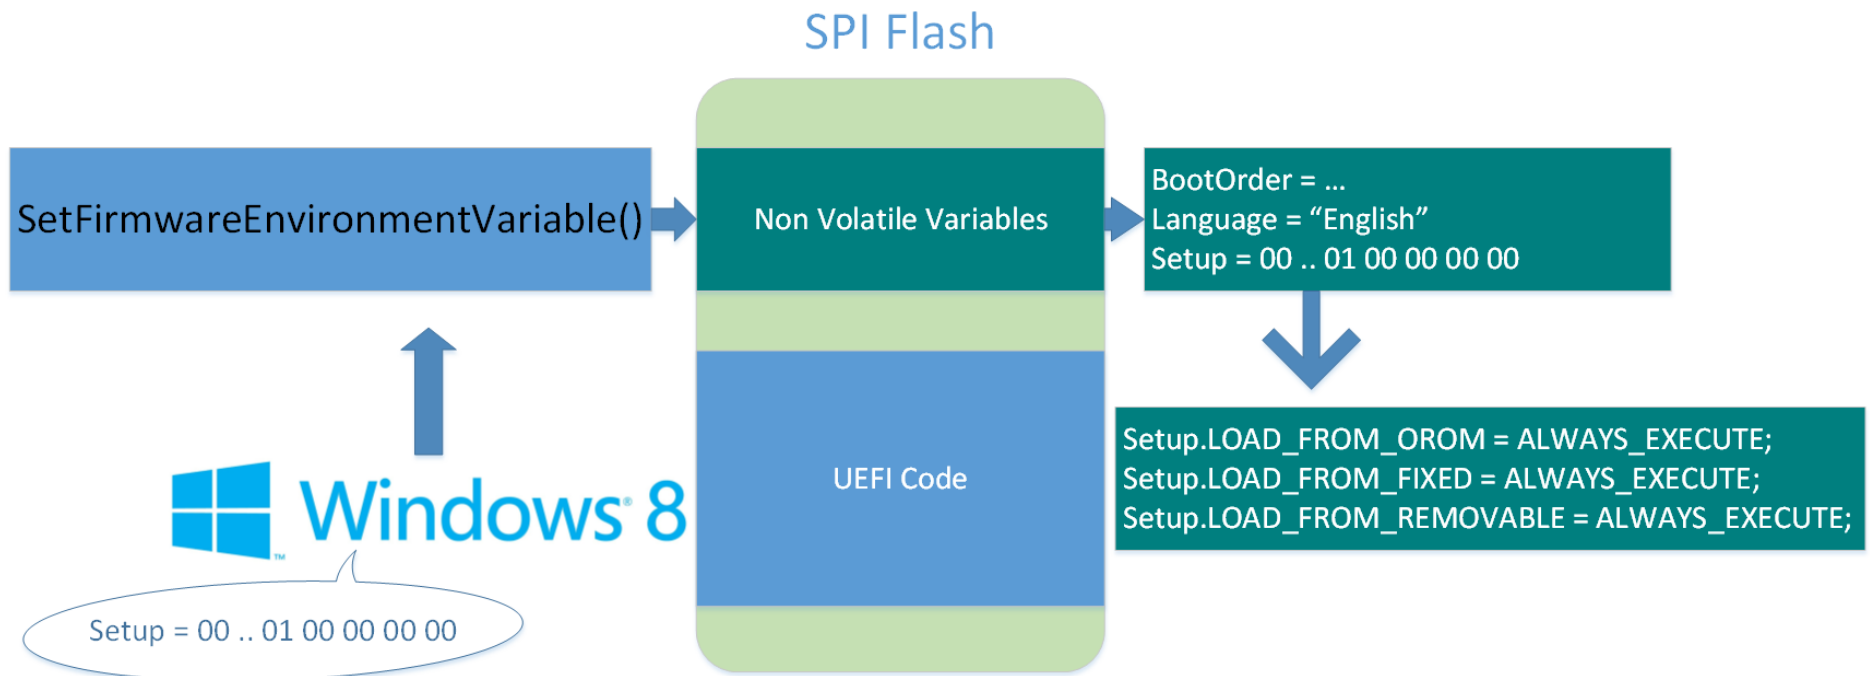 SPI Flash
SetFirmwareEnvironmentVariable()
Non Volatile Variables
BootOrder = ...
Language = “English”
Setup = 00 .. 01 00 00 00 00
UEFI Code
Setup.LOAD_FROM_OROM = ALWAYS_EXECUTE;
Setup.LOAD_FROM_FIXED = ALWAYS_EXECUTE;
Setup.LOAD_FROM_REMOVABLE = ALWAYS_EXECUTE;
™ Windows® 8
Setup = 00 .. 01 00 00 00 00